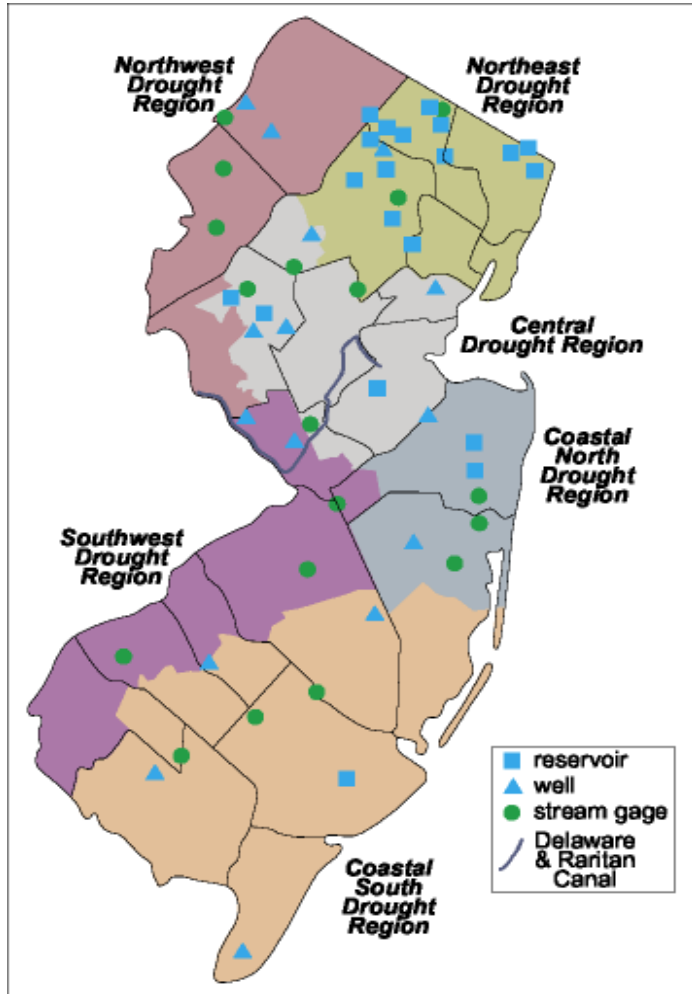 Northwest
Drought
Region
Northeast
Drought
Region
Central
Drought Region
Coastal
North
Drought
Region
Southwest
Drought
Region
reservoir
well
stream gage
Delaware
& Raritan
Canal
Coastal
South
Drought
Region